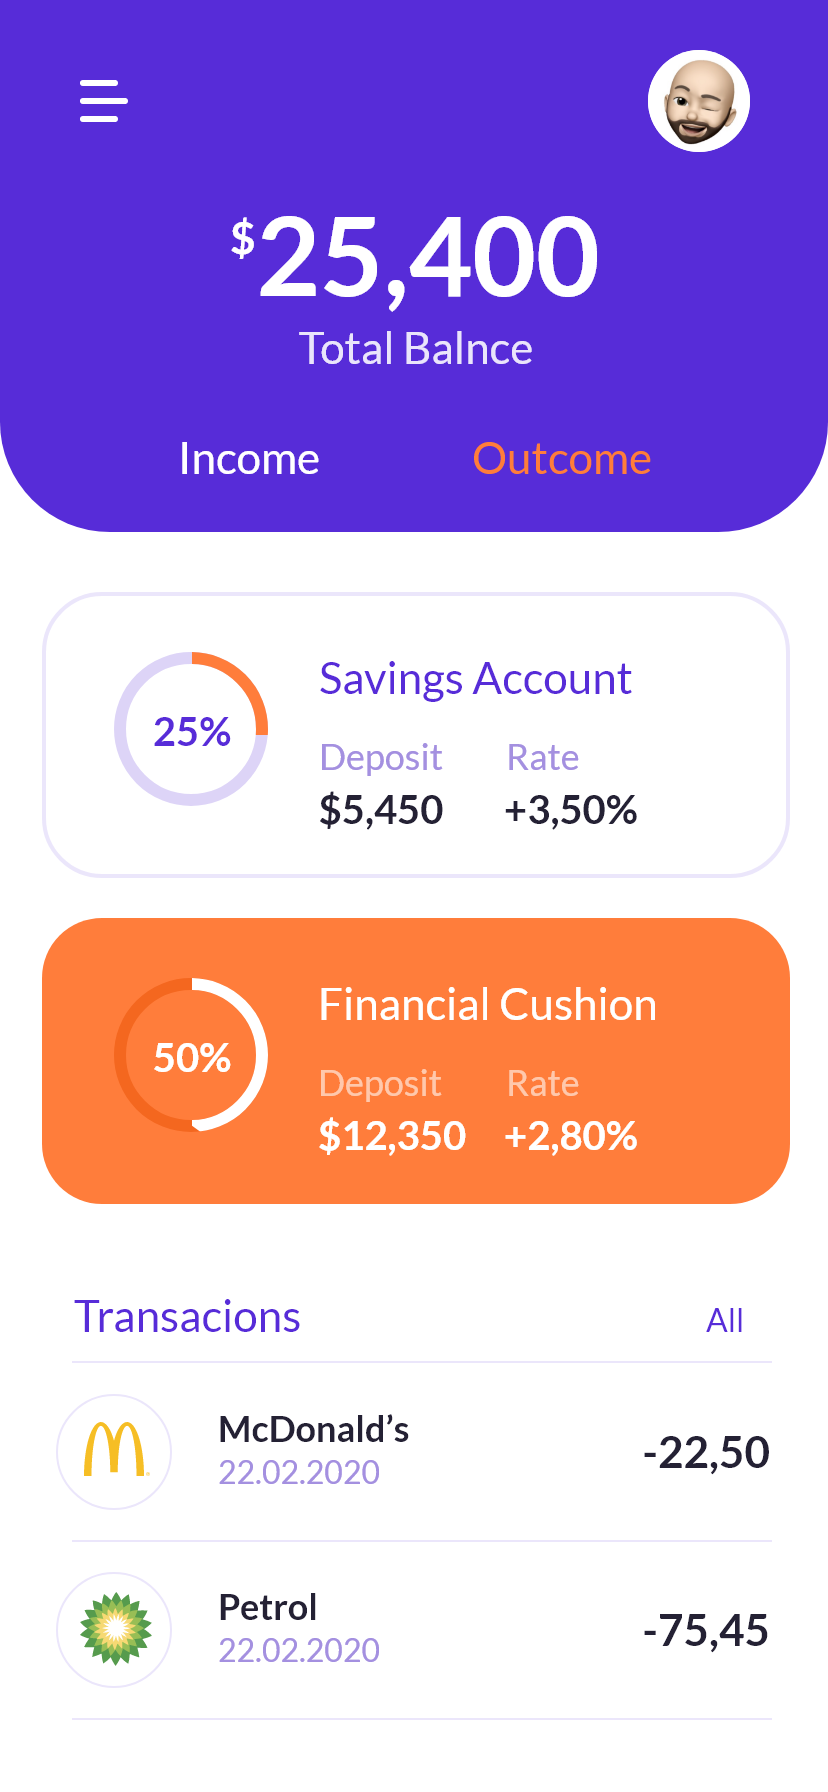 $25,400
Total Balnce
Income Outcome
Savings Account
25%
Deposit Rate
$5,450 +3,50%
Financial Cushion
50%
Deposit Rate
$12,350 +2,80%
Transacions All
McDonald’s
22.02.2020
-22,50
Petrol
22.02.2020
-75,45